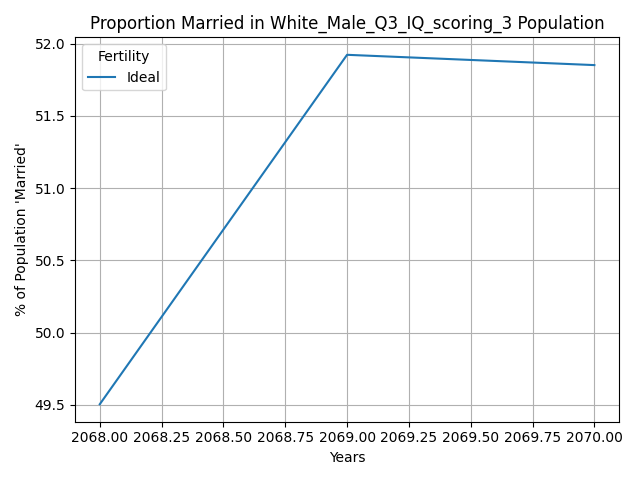 Proportion Married in White_Male_Q3_IQ_scoring_3 Population
% of Population 'Married'
52.0
51.5
51.0
50.5
50.0
49.5
Fertility
Ideal
2068.00 2068.25 2068.50 2068.75 2069.00 2069.25 2069.50 2069.75 2070.00
Years